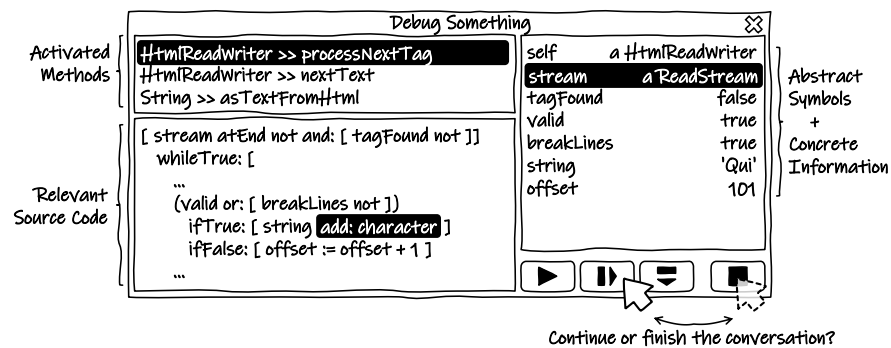 Debug Something
Activated
Methods
HtmlReadWriter >> processNextTag
HtmlReadWriter >> nextText
String >> asTextFromHtml
Relevant
Source Code
[ stream atEnd not and: [ tagFound not ]]
whileTrue: [
...
(valid or: [ breakLines not ])
ifTrue: [ string add: character ]
ifFalse: [ offset := offset + 1 ]
...
self a HtmlReadWriter
stream a ReadStream
tagFound false
valid true
breakLines true
string 'Qui'
offset 101
Abstract
Symbols
+
Concrete
Information
Continue or finish the conversation?